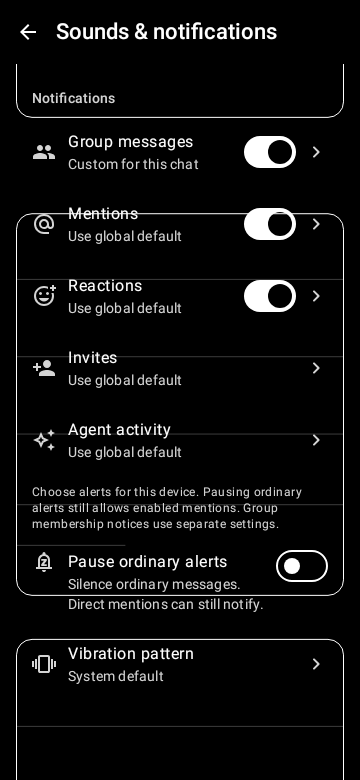 Sounds & notifications
Notifications
Group messages
Custom for this chat
Mentions
Use global default
Reactions
Use global default
Invites
Use global default
Agent activity
Use global default
Choose alerts for this device. Pausing ordinary
alerts still allows enabled mentions. Group
membership notices use separate settings.
Pause ordinary alerts
Silence ordinary messages.
Direct mentions can still notify.
Vibration pattern
System default